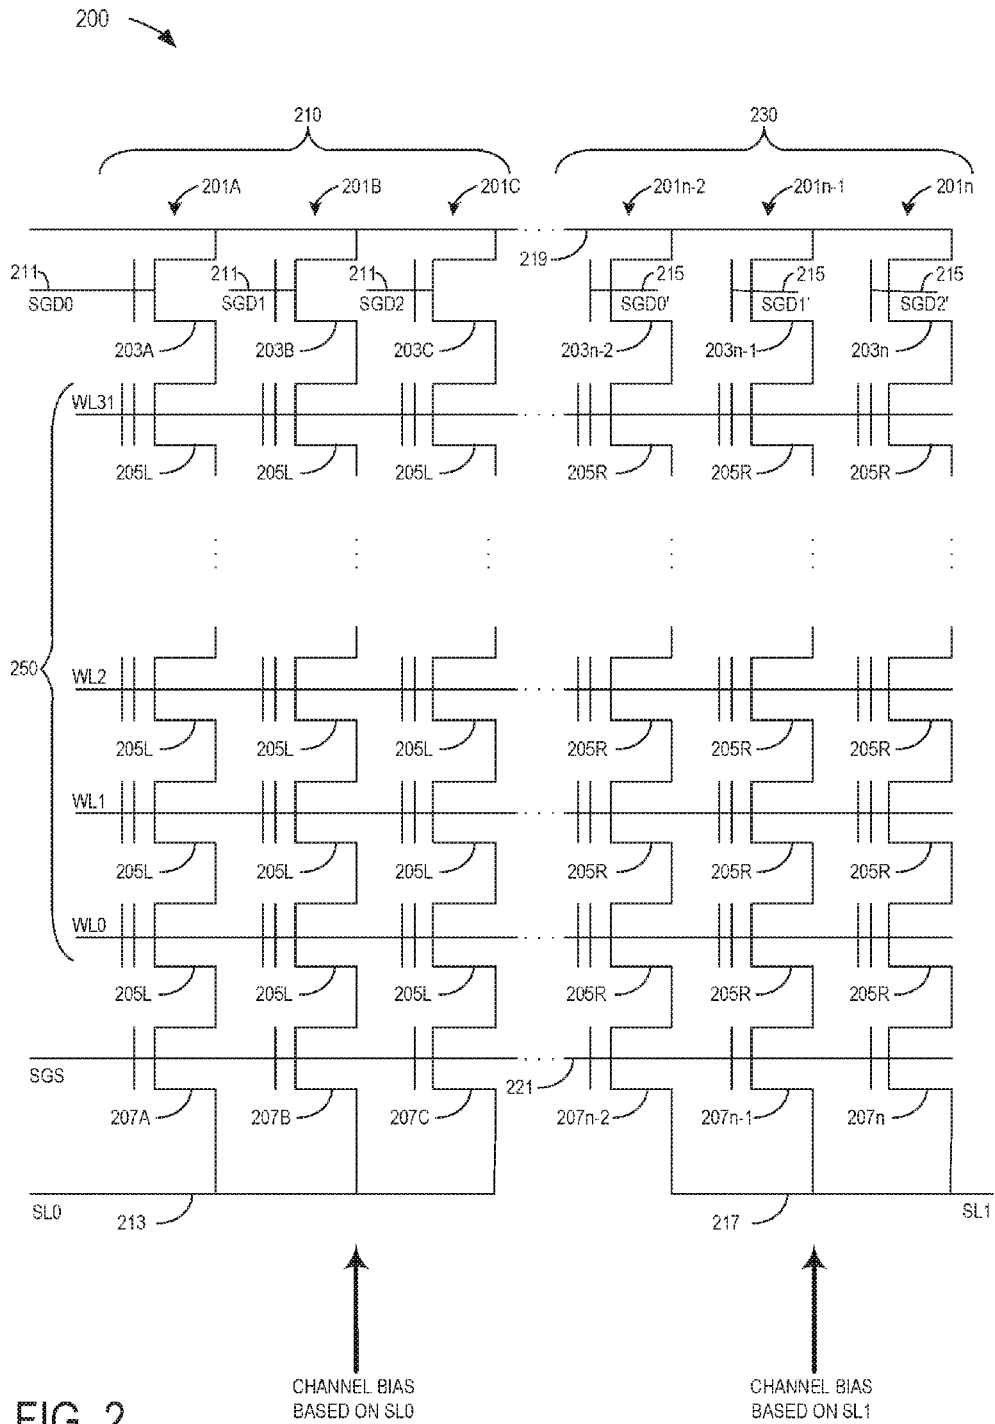 200
210 230
201A 201B 201C 201n-2 201n-1 201n
219
211 211 211 215 215 215
SGD0 SGD1 SGD2 SGD0' SGD1' SGD2'
203A 203B 203C 203n-2 203n-1 203n
WL31
205L 205L 205L 205R 205R 205R
250
WL2
205L 205L 205L 205R 205R 205R
WL1
205L 205L 205L 205R 205R 205R
WL0
205L 205L 205L 205R 205R 205R
SGS 221
207A 207B 207C 207n-2 207n-1 207n
SL0 213 217 SL1
CHANNEL BIAS
BASED ON SL0
CHANNEL BIAS
BASED ON SL1
FIG. 2